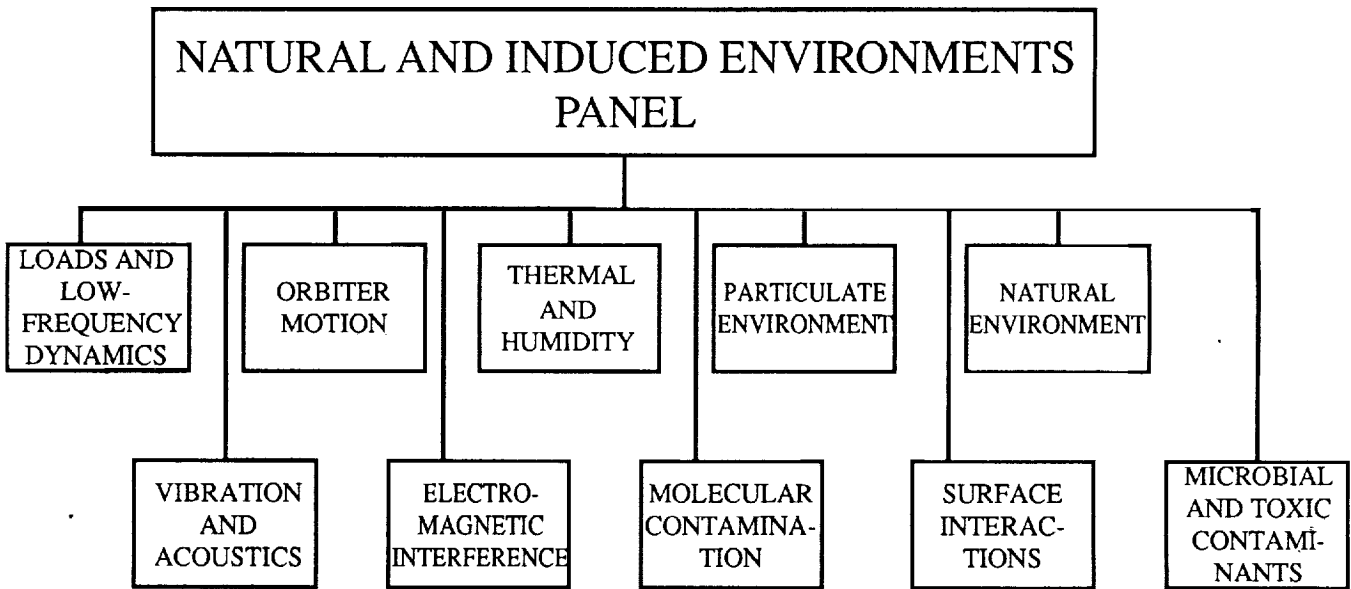 NATURAL AND INDUCED ENVIRONMENTS
PANEL
LOADS AND
LOW-
FREQUENCY
DYNAMICS
ORBITER
MOTION
THERMAL
AND
HUMIDITY
PARTICULATE
ENVIRONMENT
NATURAL
ENVIRONMENT
VIBRATION
AND
ACOUSTICS
ELECTRO-
MAGNETIC
INTERFERENCE
MOLECULAR
CONTAMINA-
TION
SURFACE
INTERAC-
TIONS
MICROBIAL
AND TOXIC
CONTAMI-
NANTS